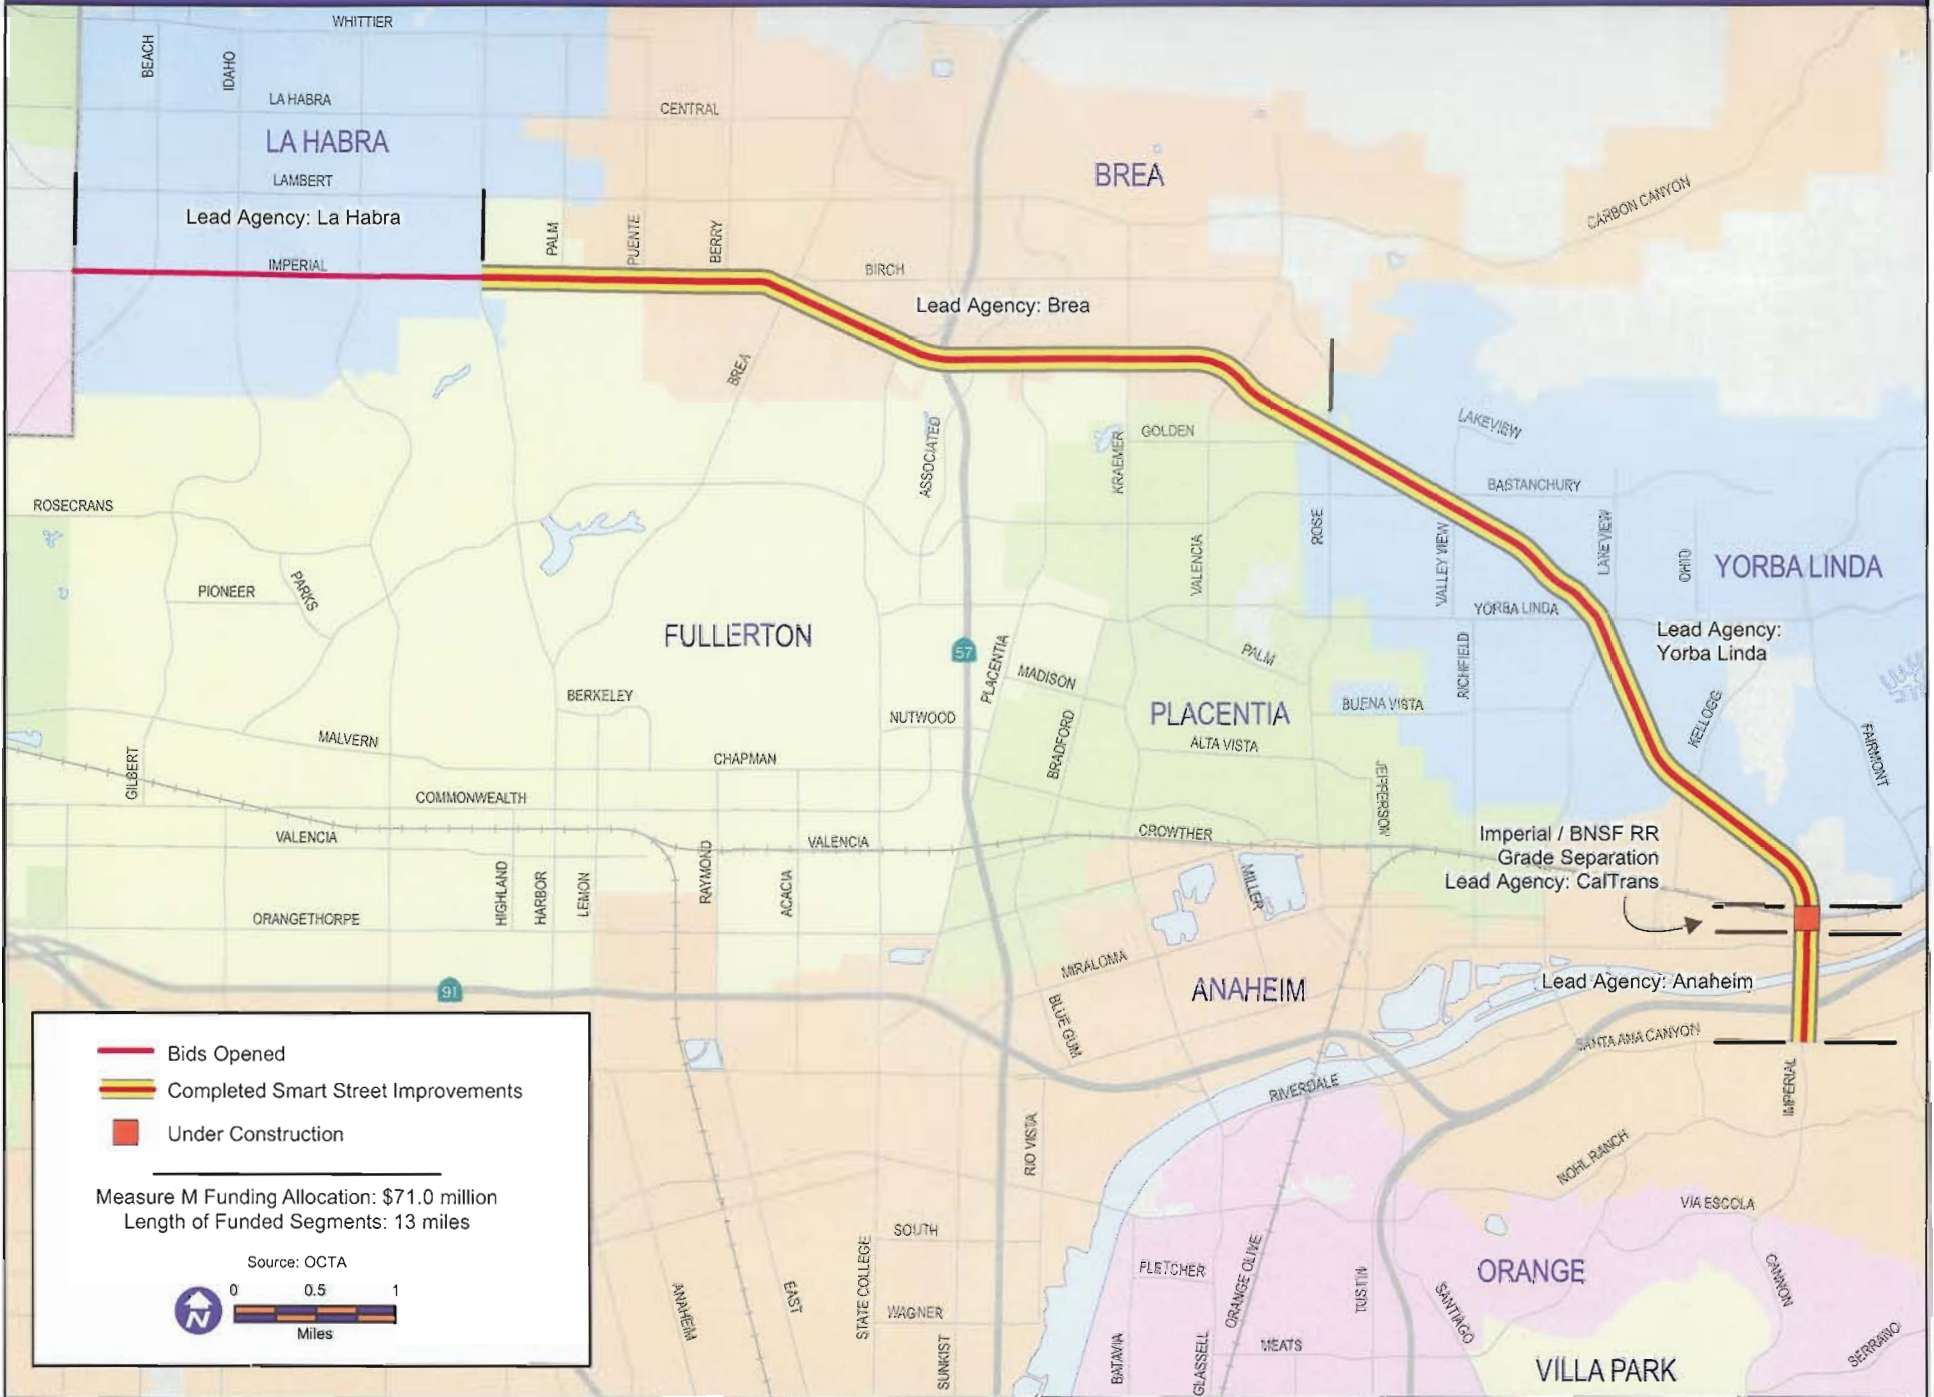 WHITTIER
BEACH
IDAHO
LA HABRA
CENTRAL
LA HABRA
BREA
LAMBERT
CARBON CANYON
Lead Agency: La Habra
PALM
PUENTE
BERRY
IMPERIAL
BIRCH
Lead Agency: Brea
BREA
LAKEVIEW
GOLDEN
ASSOCIATED
KRAEMER
BASTANCHURY
ROSECRANS
ROSE
VALLEY VIEW
LAKEVIEW
OHIO
YORBA LINDA
VALENCIA
PIONEER
PARKS
YORBA LINDA
FULLERTON
57
PLACENTIA
Lead Agency:
Yorba Linda
PALM
RICHFIELD
MADISON
BERKELEY
NUTWOOD
PLACENTIA
BUENA VISTA
KELLOGG
BRADFORD
ALTA VISTA
MALVERN
CHAPMAN
FAIRMONT
GILBERT
JEFFERSON
COMMONWEALTH
VALENCIA
VALENCIA
CROWTHER
Imperial / BNSF RR
Grade Separation
Lead Agency: CalTrans
HIGHLAND
HARBOR
LEMON
RAYMOND
ACACIA
MILLER
ORANGETHORPE
MIRALOMA
91
ANAHEIM
Lead Agency: Anaheim
BLUE GUM
SANTA ANA CANYON
IMPERIAL
RIVERDALE
RIO VISTA
NOHL RANCH
VIA ESCOLA
SOUTH
STATE COLLEGE
FLETCHER
ORANGE OLIVE
ORANGE
TUSTIN
SANTIAGO
CANNON
ANAHEIM
EAST
WAGNER
SUNKIST
BATAVIA
GLASSELL
MEATS
SERRANO
VILLA PARK
Bids Opened
Completed Smart Street Improvements
Under Construction
Measure M Funding Allocation: $71.0 million
Length of Funded Segments: 13 miles
Source: OCTA
N
0 0.5 1
Miles